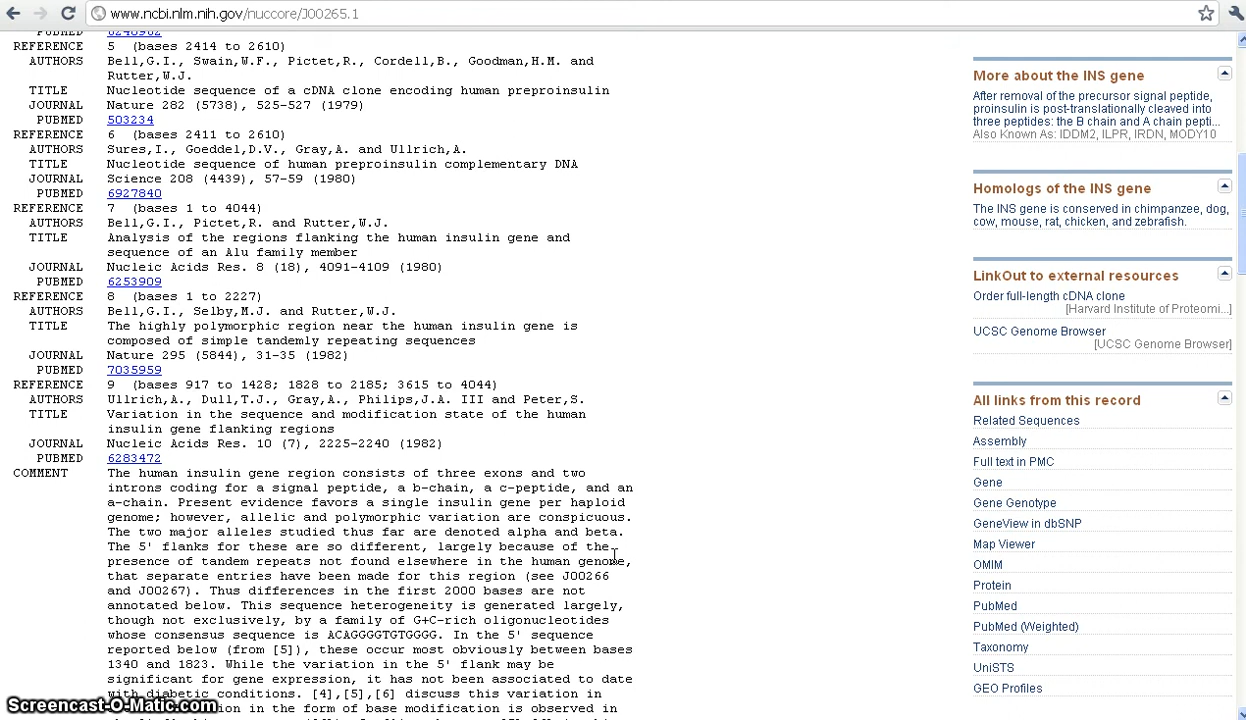 www.ncbi.nlm.nih.gov/nuccore/J00265.1
PUBMED 6248962
REFERENCE 5 (bases 2414 to 2610)
AUTHORS Bell,G.I., Swain,W.F., Pictet,R., Cordell,B., Goodman,H.M. and
Rutter,W.J.
TITLE Nucleotide sequence of a cDNA clone encoding human preproinsulin
JOURNAL Nature 282 (5738), 525-527 (1979)
PUBMED 503234
REFERENCE 6 (bases 2411 to 2610)
AUTHORS Sures,I., Goeddel,D.V., Gray,A. and Ullrich,A.
TITLE Nucleotide sequence of human preproinsulin complementary DNA
JOURNAL Science 208 (4439), 57-59 (1980)
PUBMED 6927840
REFERENCE 7 (bases 1 to 4044)
AUTHORS Bell,G.I., Pictet,R. and Rutter,W.J.
TITLE Analysis of the regions flanking the human insulin gene and
sequence of an Alu family member
JOURNAL Nucleic Acids Res. 8 (18), 4091-4109 (1980)
PUBMED 6253909
REFERENCE 8 (bases 1 to 2227)
AUTHORS Bell,G.I., Selby,M.J. and Rutter,W.J.
TITLE The highly polymorphic region near the human insulin gene is
composed of simple tandemly repeating sequences
JOURNAL Nature 295 (5844), 31-35 (1982)
PUBMED 7035959
REFERENCE 9 (bases 917 to 1428; 1828 to 2185; 3615 to 4044)
AUTHORS Ullrich,A., Dull,T.J., Gray,A., Philips,J.A. III and Peter,S.
TITLE Variation in the sequence and modification state of the human
insulin gene flanking regions
JOURNAL Nucleic Acids Res. 10 (7), 2225-2240 (1982)
PUBMED 6283472
COMMENT The human insulin gene region consists of three exons and two
introns coding for a signal peptide, a b-chain, a c-peptide, and an
a-chain. Present evidence favors a single insulin gene per haploid
genome; however, allelic and polymorphic variation are conspicuous.
The two major alleles studied thus far are denoted alpha and beta.
The 5' flanks for these are so different, largely because of the
presence of tandem repeats not found elsewhere in the human genome,
that separate entries have been made for this region (see J00266
and J00267). Thus differences in the first 2000 bases are not
annotated below. This sequence heterogeneity is generated largely,
though not exclusively, by a family of G+C-rich oligonucleotides
whose consensus sequence is ACAGGGGTGTGGGG. In the 5' sequence
reported below (from [5]), these occur most obviously between bases
1340 and 1823. While the variation in the 5' flank may be
significant for gene expression, it has not been associated to date
with diabetic conditions. [4],[5],[6] discuss this variation in
in the form of base modification is observed in
Screencast-O-Matic.com
More about the INS gene
After removal of the precursor signal peptide,
proinsulin is post-translationally cleaved into
three peptides: the B chain and A chain pepti...
Also Known As: IDDM2, ILPR, IRDN, MODY10
Homologs of the INS gene
The INS gene is conserved in chimpanzee, dog,
cow, mouse, rat, chicken, and zebrafish.
LinkOut to external resources
Order full-length cDNA clone
[Harvard Institute of Proteomi...]
UCSC Genome Browser
[UCSC Genome Browser]
All links from this record
Related Sequences
Assembly
Full text in PMC
Gene
Gene Genotype
GeneView in dbSNP
Map Viewer
OMIM
Protein
PubMed
PubMed (Weighted)
Taxonomy
UniSTS
GEO Profiles